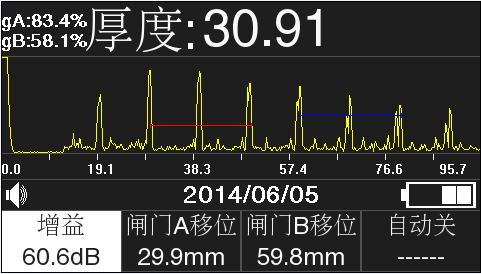 gA:83.4%
gB:58.1%
厚度:30.91
0.0 19.1 38.3 57.4 76.6 95.7
2014/06/05
增益 闸门A移位 闸门B移位 自动关
60.6dB 29.9mm 59.8mm ------